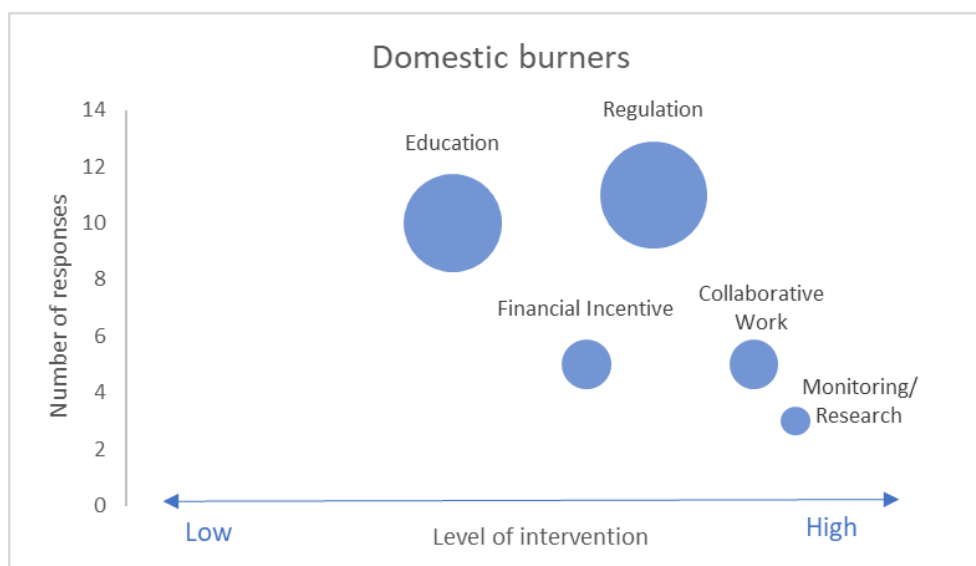 Domestic burners
Number of responses
14
12
10
8
6
4
2
0
Education
Regulation
Financial Incentive
Collaborative
Work
Monitoring/
Research
Low
Level of intervention
High